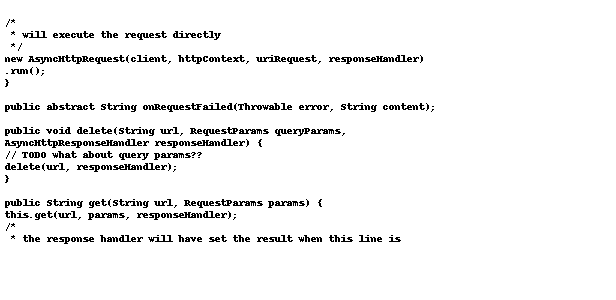 /*
* will execute the request directly
*/
new AsyncHttpRequest(client, httpContext, uriRequest, responseHandler)
.run();
}
public abstract String onRequestFailed(Throwable error, String content);
public void delete(String url, RequestParams queryParams,
AsyncHttpResponseHandler responseHandler) {
// TODO what about query params??
delete(url, responseHandler);
}
public String get(String url, RequestParams params) {
this.get(url, params, responseHandler);
/*
* the response handler will have set the result when this line is